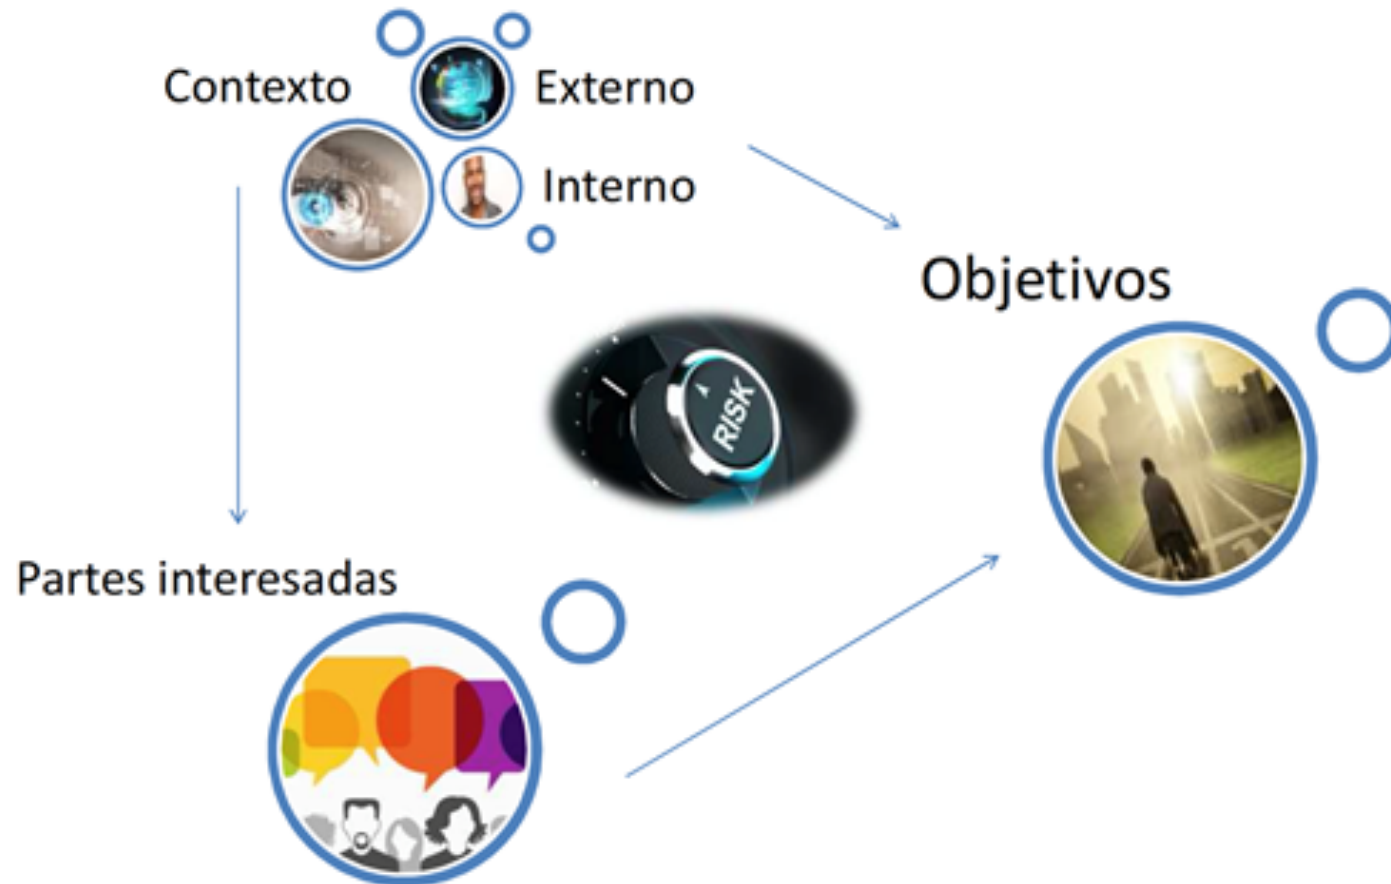 Contexto
Externo
Interno
Objetivos
RISK
Partes interesadas